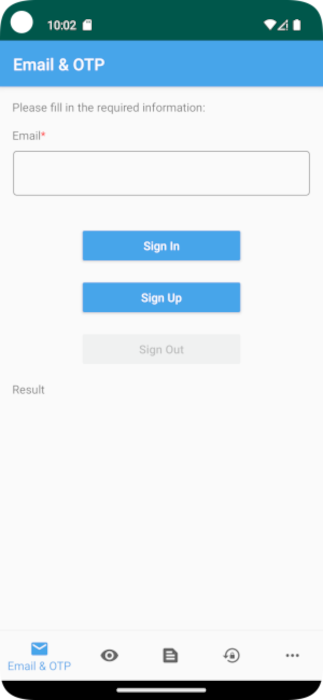 10:02
Email & OTP
Please fill in the required information:
Email*
Sign In
Sign Up
Sign Out
Result
Email & OTP